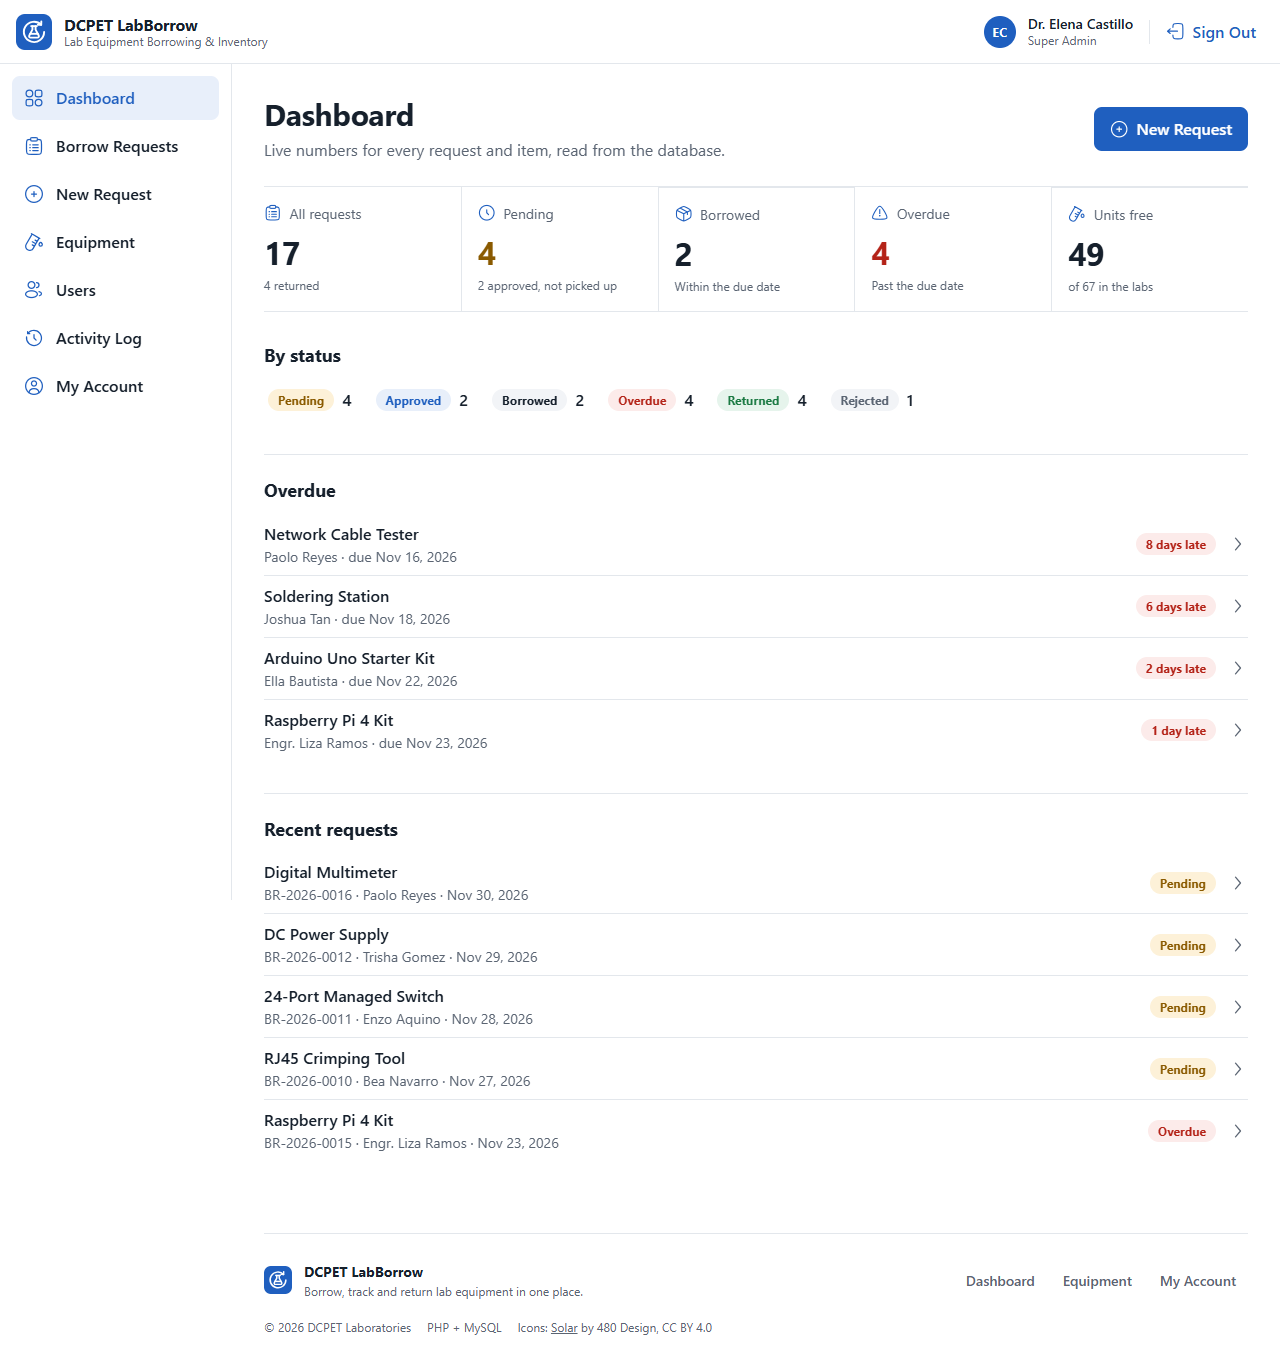 DCPET LabBorrow
Lab Equipment Borrowing & Inventory
EC
Dr. Elena Castillo
Super Admin
Sign Out
Dashboard
Borrow Requests
New Request
Equipment
Users
Activity Log
My Account
Dashboard
Live numbers for every request and item, read from the database.
New Request
All requests
17
4 returned
Pending
4
2 approved, not picked up
Borrowed
2
Within the due date
Overdue
4
Past the due date
Units free
49
of 67 in the labs
By status
Pending 4 Approved 2 Borrowed 2 Overdue 4 Returned 4 Rejected 1
Overdue
Network Cable Tester
Paolo Reyes · due Nov 16, 2026
8 days late
Soldering Station
Joshua Tan · due Nov 18, 2026
6 days late
Arduino Uno Starter Kit
Ella Bautista · due Nov 22, 2026
2 days late
Raspberry Pi 4 Kit
Engr. Liza Ramos · due Nov 23, 2026
1 day late
Recent requests
Digital Multimeter
BR-2026-0016 · Paolo Reyes · Nov 30, 2026
Pending
DC Power Supply
BR-2026-0012 · Trisha Gomez · Nov 29, 2026
Pending
24-Port Managed Switch
BR-2026-0011 · Enzo Aquino · Nov 28, 2026
Pending
RJ45 Crimping Tool
BR-2026-0010 · Bea Navarro · Nov 27, 2026
Pending
Raspberry Pi 4 Kit
BR-2026-0015 · Engr. Liza Ramos · Nov 23, 2026
Overdue
DCPET LabBorrow
Borrow, track and return lab equipment in one place.
Dashboard Equipment My Account
© 2026 DCPET Laboratories PHP + MySQL Icons: Solar by 480 Design, CC BY 4.0